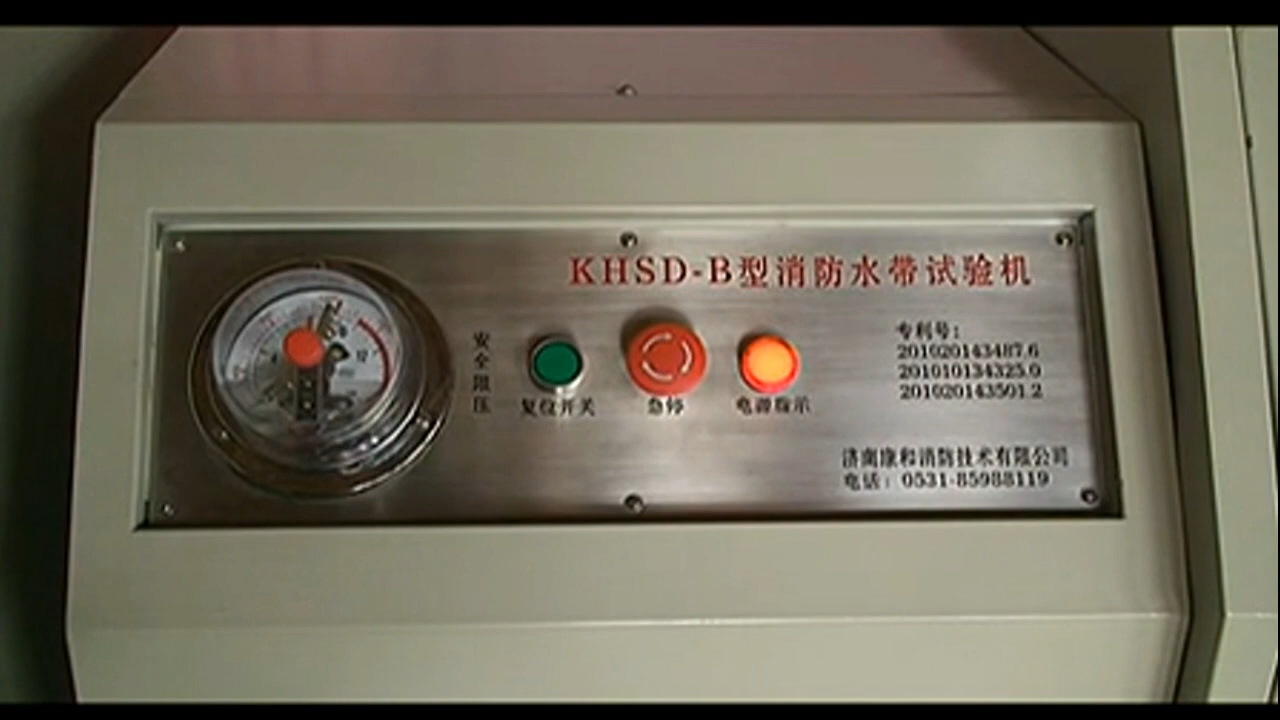 KHSD-B型消防水带试验机
安全阻压
复位开关
急停
电源指示
专利号:
201020143487.6
201010134325.0
201020143501.2
济南康和消防技术有限公司
电话: 0531-85988119
12